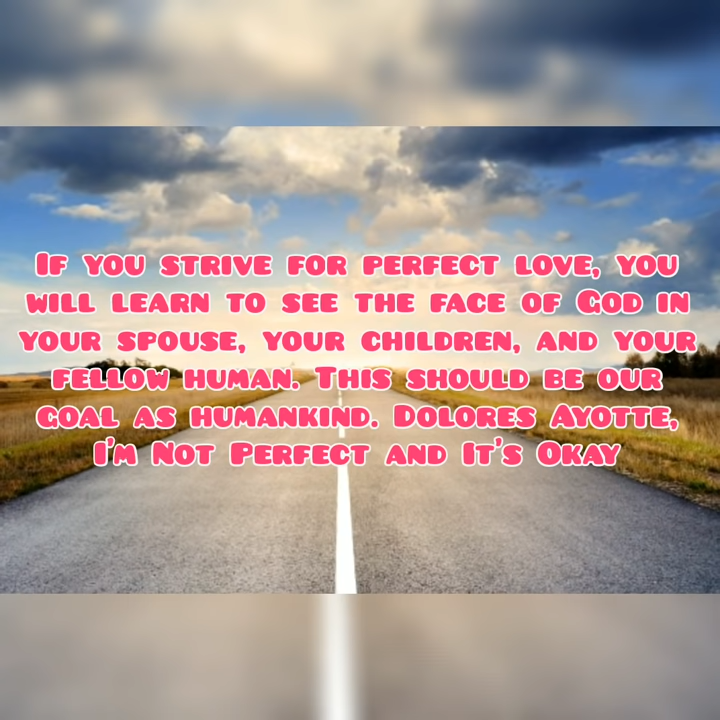 If you strive for perfect love, you
will learn to see the face of God in
your spouse, your children, and your
fellow human. This should be our
goal as humankind. Dolores Ayotte,
I'm Not Perfect and It's Okay